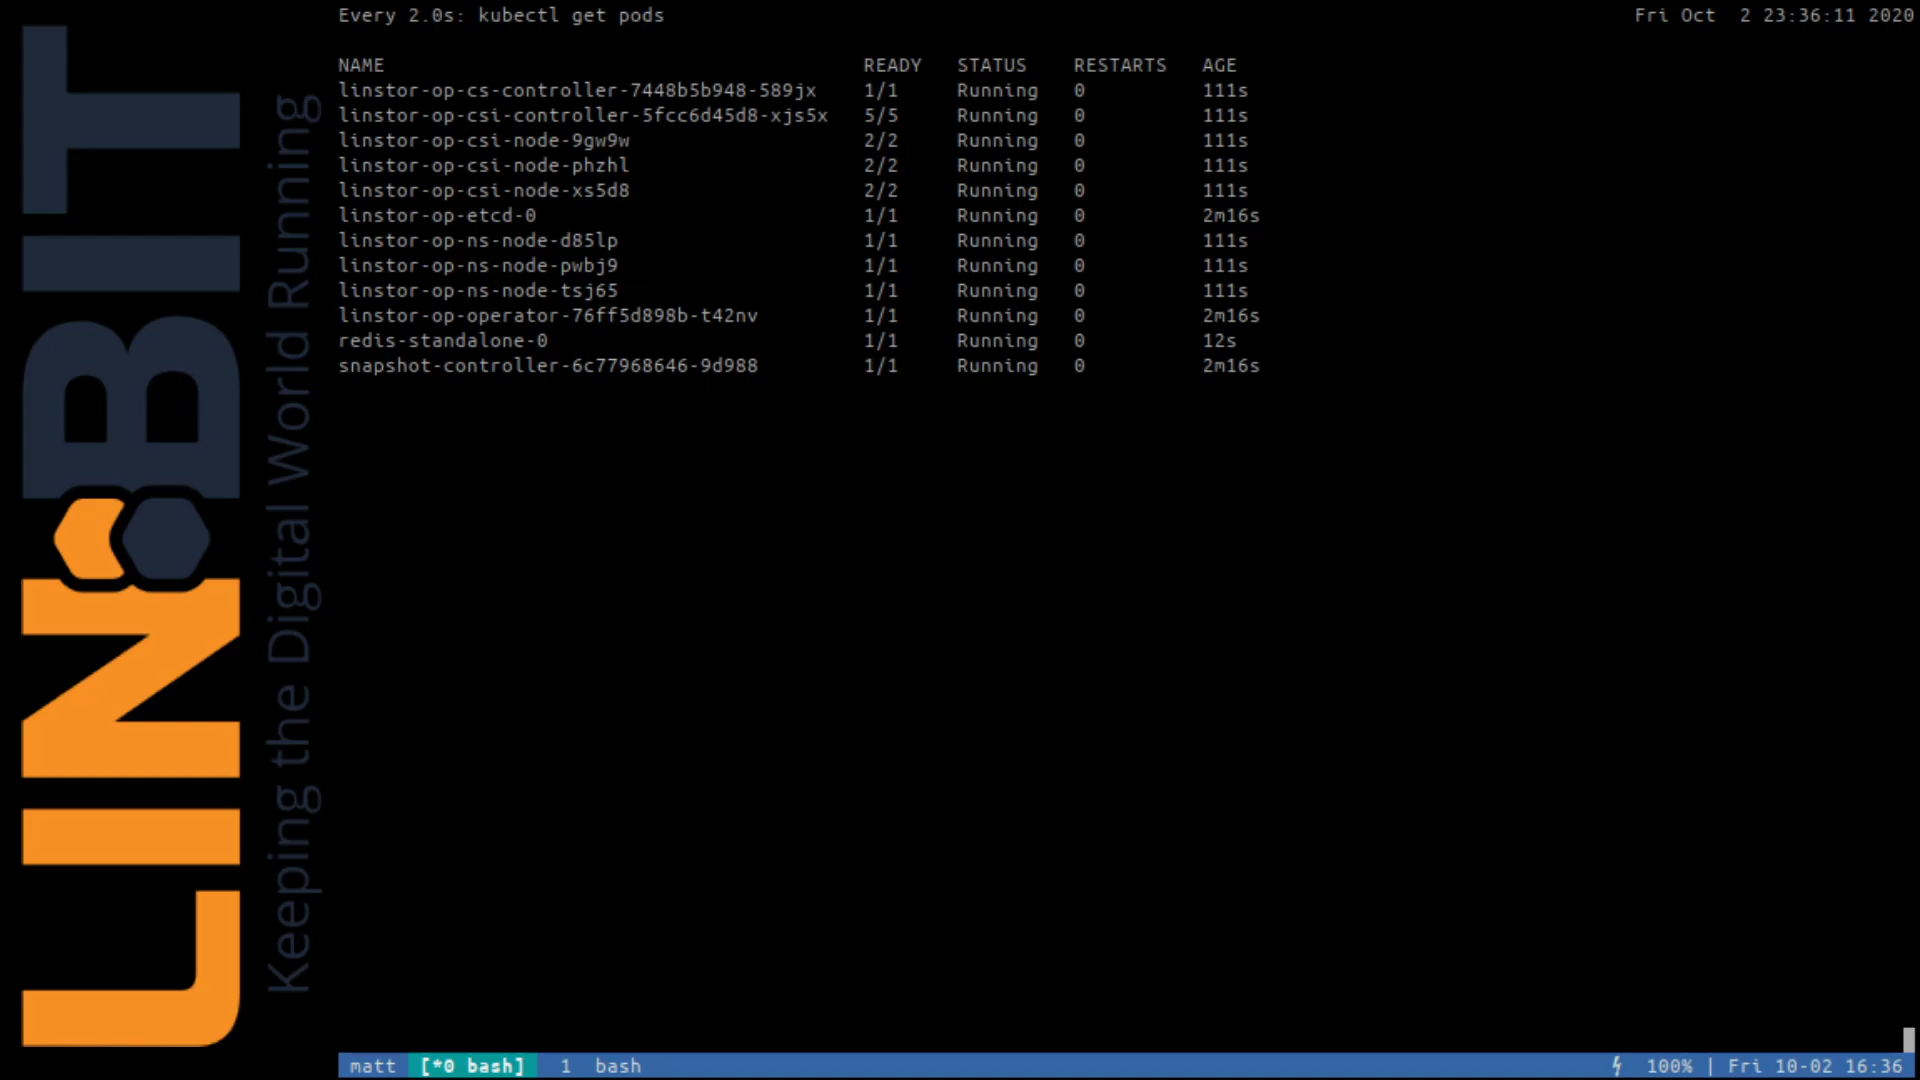 LINBIT
Keeping the Digital World Running
Every 2.0s: kubectl get pods Fri Oct 2 23:36:11 2020
NAME READY STATUS RESTARTS AGE
linstor-op-cs-controller-7448b5b948-589jx 1/1 Running 0 111s
linstor-op-csi-controller-5fcc6d45d8-xjs5x 5/5 Running 0 111s
linstor-op-csi-node-9gw9w 2/2 Running 0 111s
linstor-op-csi-node-phzhl 2/2 Running 0 111s
linstor-op-csi-node-xs5d8 2/2 Running 0 111s
linstor-op-etcd-0 1/1 Running 0 2m16s
linstor-op-ns-node-d85lp 1/1 Running 0 111s
linstor-op-ns-node-pwbj9 1/1 Running 0 111s
linstor-op-ns-node-tsj65 1/1 Running 0 111s
linstor-op-operator-76ff5d898b-t42nv 1/1 Running 0 2m16s
redis-standalone-0 1/1 Running 0 12s
snapshot-controller-6c77968646-9d988 1/1 Running 0 2m16s
matt [*0 bash] 1 bash 100% | Fri 10-02 16:36